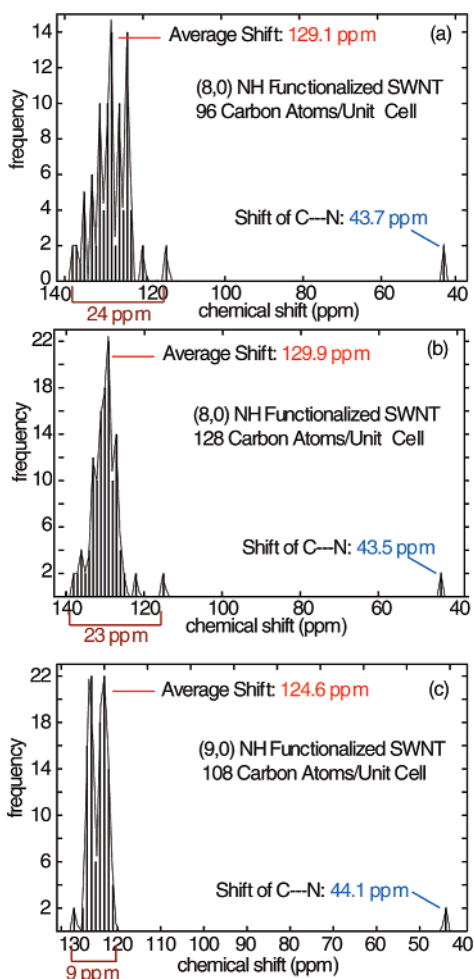 14
12
10
8
6
4
2
0
frequency
Average Shift: 129.1 ppm
(a)
(8,0) NH Functionalized SWNT
96 Carbon Atoms/Unit Cell
Shift of C---N: 43.7 ppm
140 120 100 80 60 40
24 ppm
chemical shift (ppm)
22
18
14
10
6
2
frequency
Average Shift: 129.9 ppm
(b)
(8,0) NH Functionalized SWNT
128 Carbon Atoms/Unit Cell
Shift of C---N: 43.5 ppm
140 120 100 80 60 40
23 ppm
chemical shift (ppm)
22
18
14
10
6
2
frequency
Average Shift: 124.6 ppm
(c)
(9,0) NH Functionalized SWNT
108 Carbon Atoms/Unit Cell
Shift of C---N: 44.1 ppm
130 120 110 100 90 80 70 60 50 40
9 ppm
chemical shift (ppm)